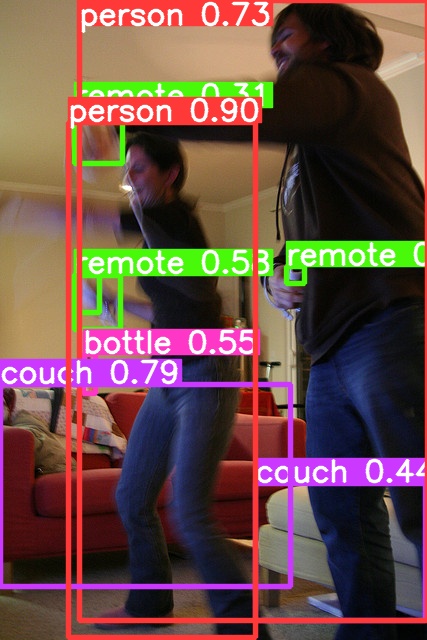 person 0.73
remote 0.31
person 0.90
remote 0.53
remote 0
bottle 0.55
couch 0.79
couch 0.44